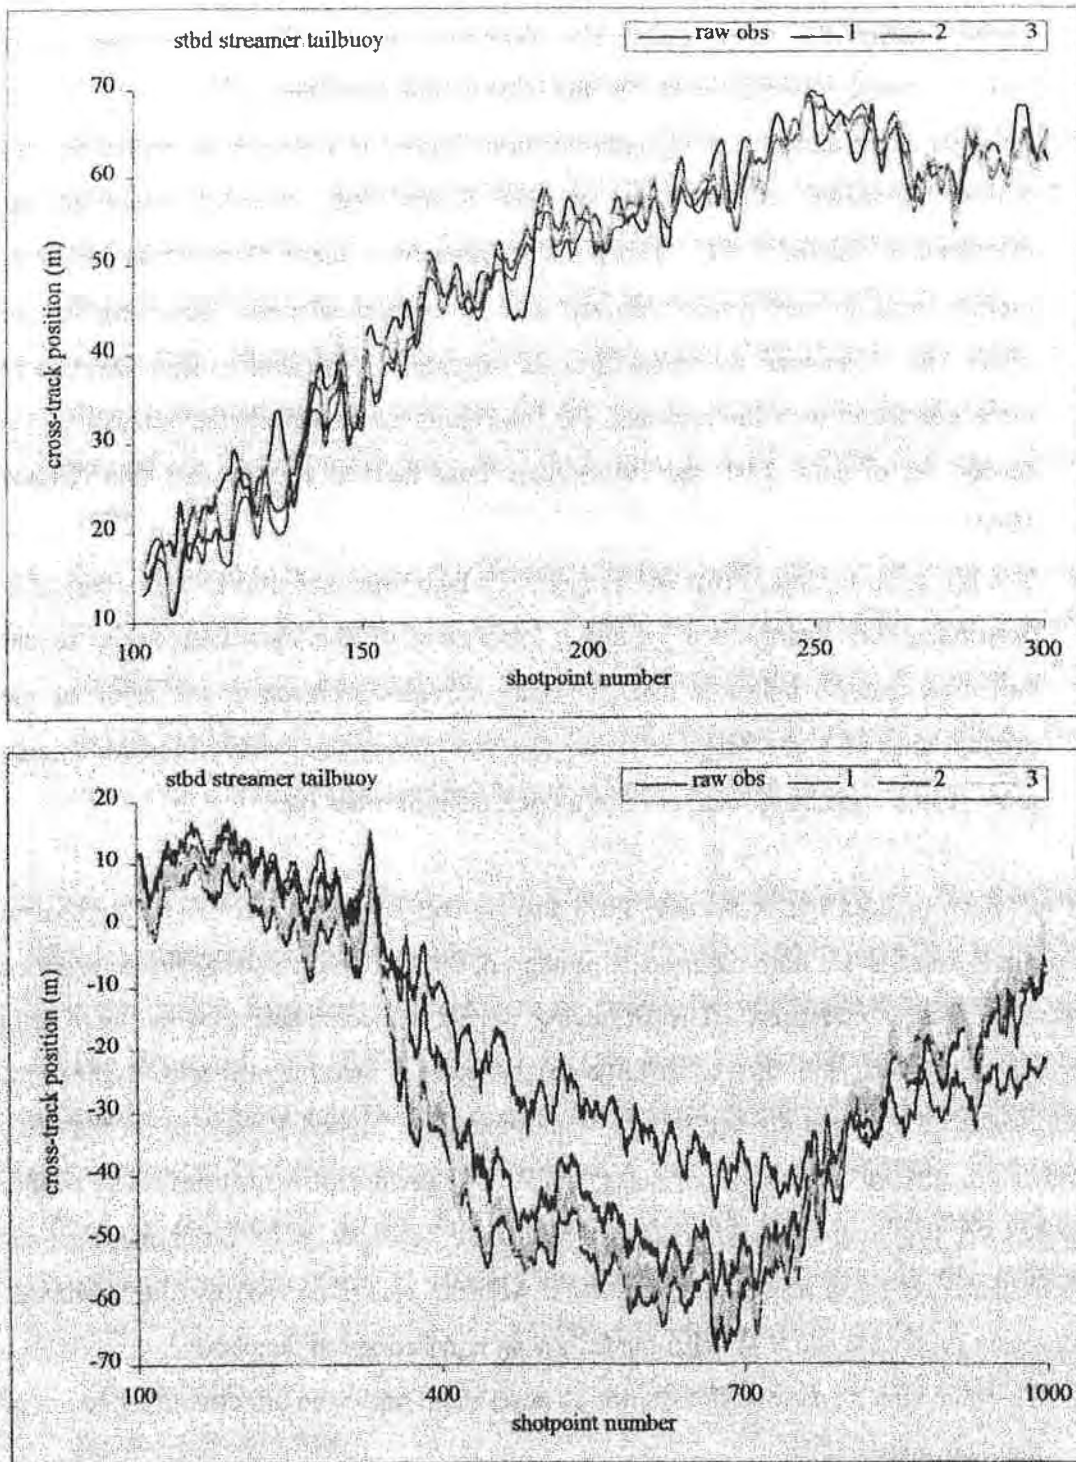 stbd streamer tailbuoy
raw obs 1 2 3
cross-track position (m)
70
60
50
40
30
20
10
100 150 200 250 300
shotpoint number
stbd streamer tailbuoy
raw obs 1 2 3
cross-track position (m)
20
10
0
-10
-20
-30
-40
-50
-60
-70
100 400 700 1000
shotpoint number